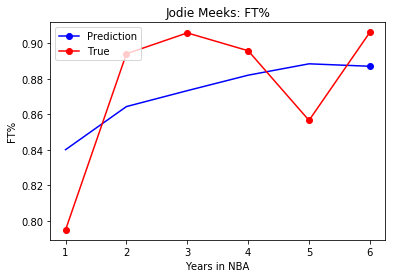 Jodie Meeks: FT%
Prediction
True
FT%
0.90
0.88
0.86
0.84
0.82
0.80
1 2 3 4 5 6
Years in NBA